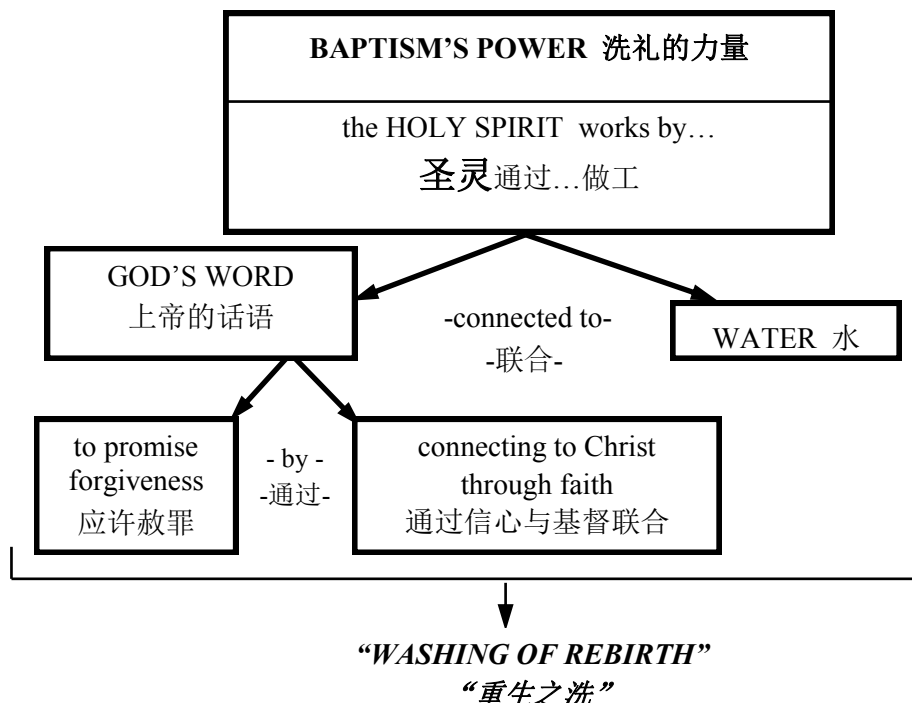 BAPTISM’S POWER 洗礼的力量
the HOLY SPIRIT works by…
圣灵通过…做工
GOD’S WORD
上帝的话语
-connected to-
-联合-
WATER 水
to promise
forgiveness
应许赦罪
- by -
-通过-
connecting to Christ
through faith
通过信心与基督联合
“WASHING OF REBIRTH”
“重生之洗”